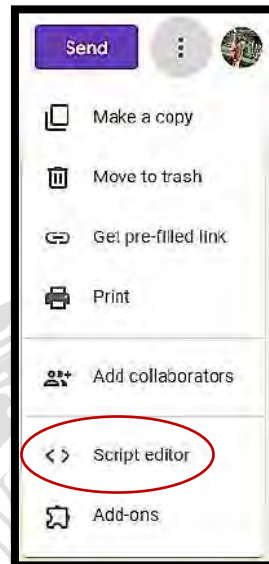 Send
Make a copy
Move to trash
Get pre-filled link
Print
Add collaborators
Script editor
Add-ons